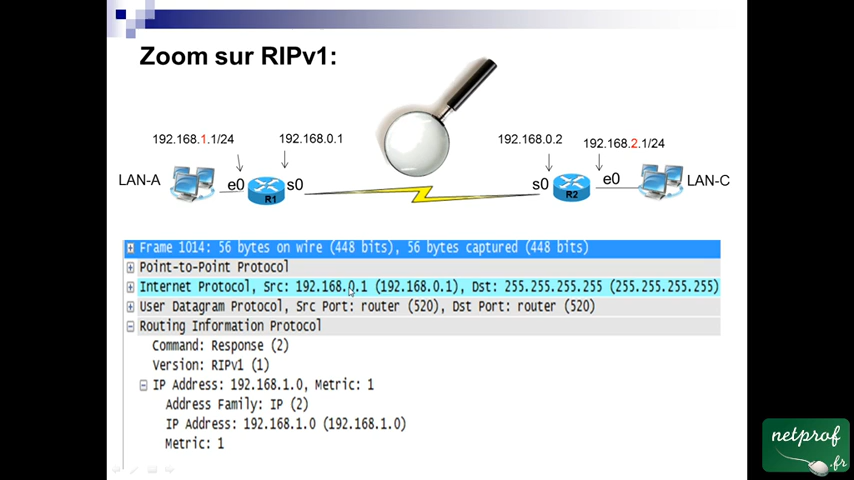 Zoom sur RIPv1:
192.168.1.1/24
192.168.0.1
192.168.0.2
192.168.2.1/24
LAN-A
e0
R1
s0
s0
R2
e0
LAN-C
Frame 1014: 56 bytes on wire (448 bits), 56 bytes captured (448 bits)
Point-to-Point Protocol
Internet Protocol, Src: 192.168.0.1 (192.168.0.1), Dst: 255.255.255.255 (255.255.255.255)
User Datagram Protocol, Src Port: router (520), Dst Port: router (520)
Routing Information Protocol
Command: Response (2)
Version: RIPv1 (1)
IP Address: 192.168.1.0, Metric: 1
Address Family: IP (2)
IP Address: 192.168.1.0 (192.168.1.0)
Metric: 1
netprof
.fr